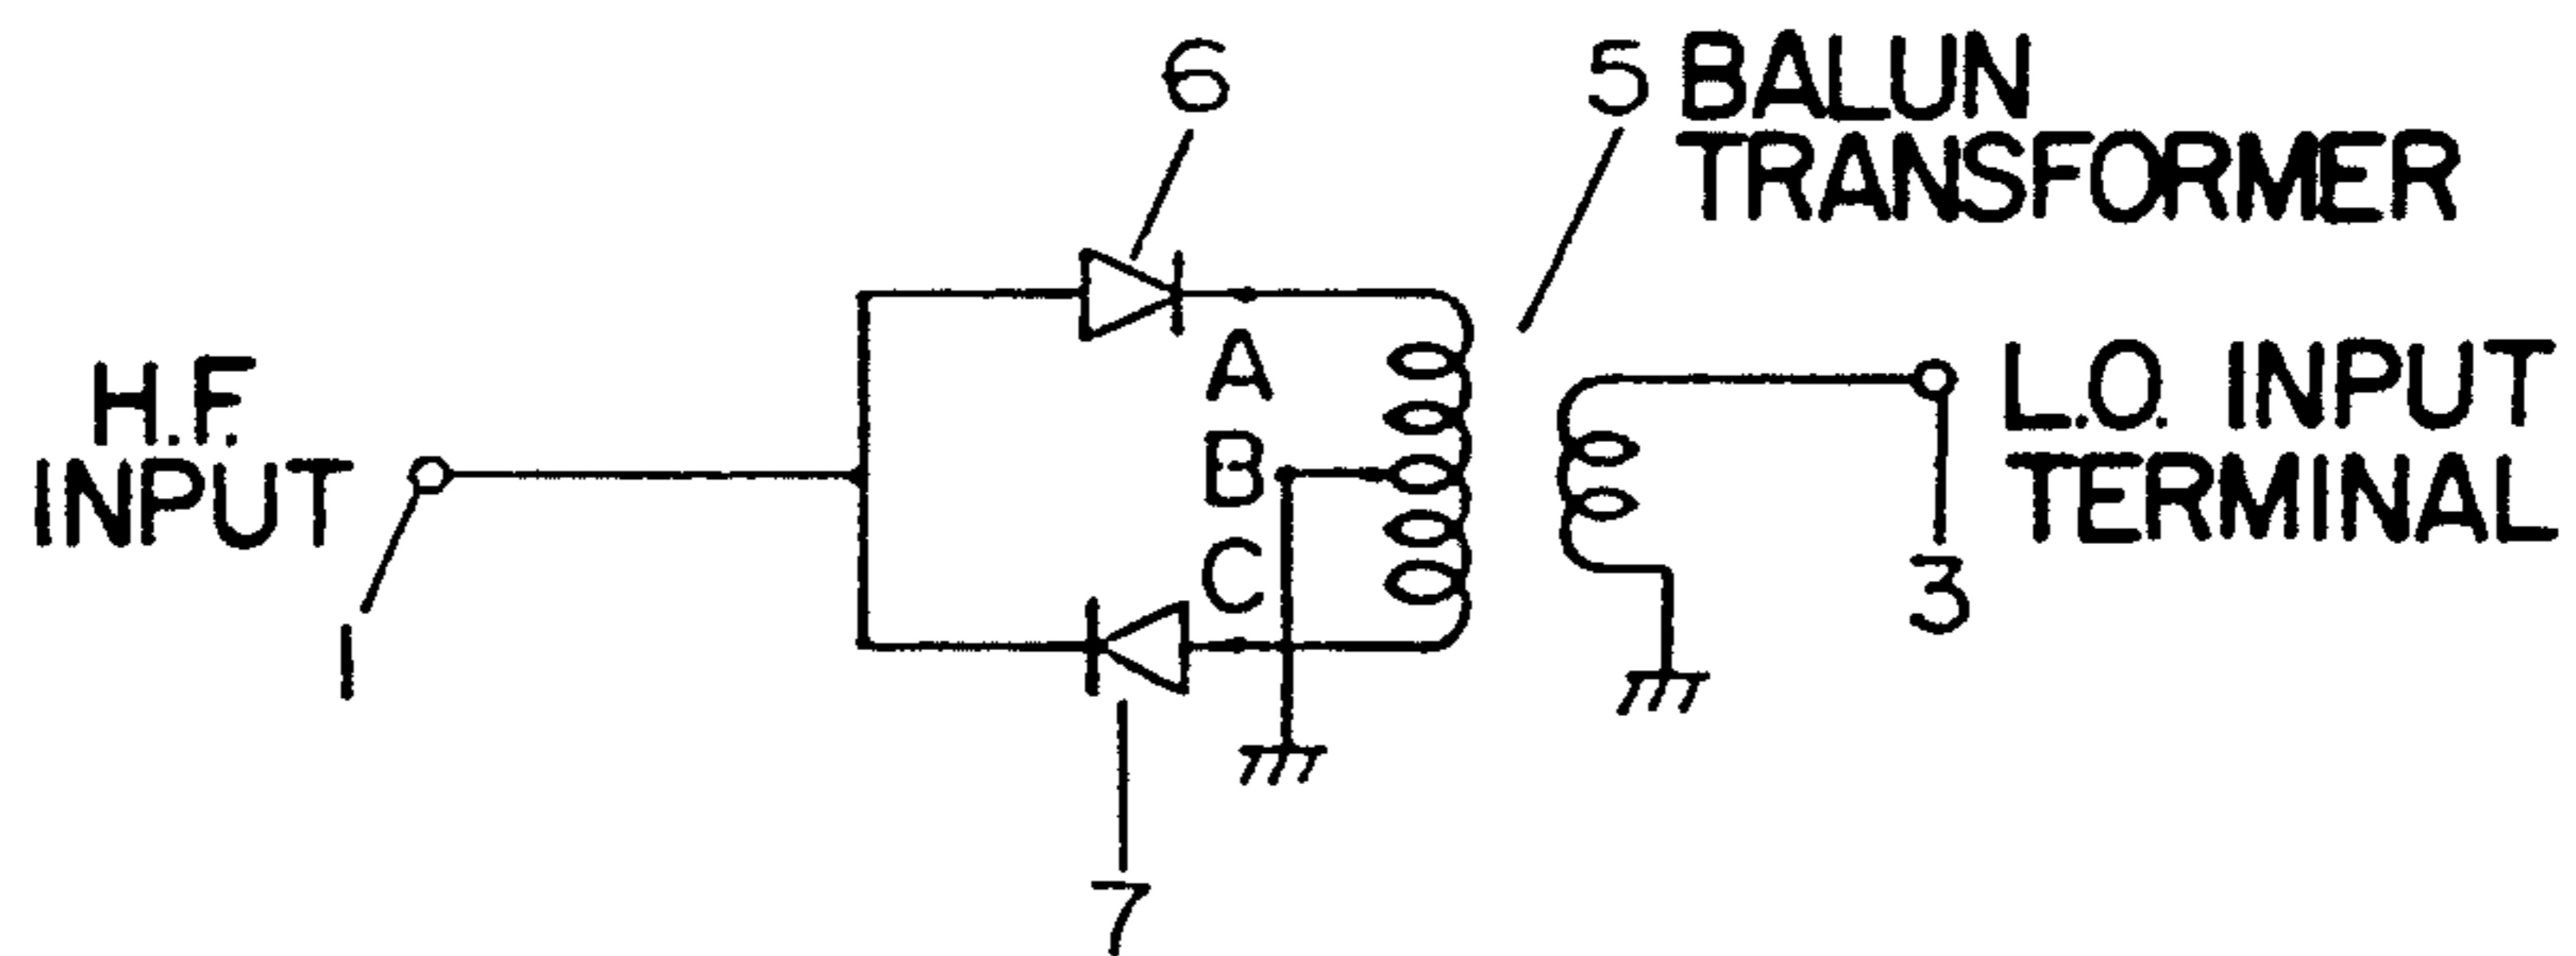 6
5 BALUN
TRANSFORMER
H.F.
INPUT
1
A
B
C
L.O. INPUT
TERMINAL
3
7